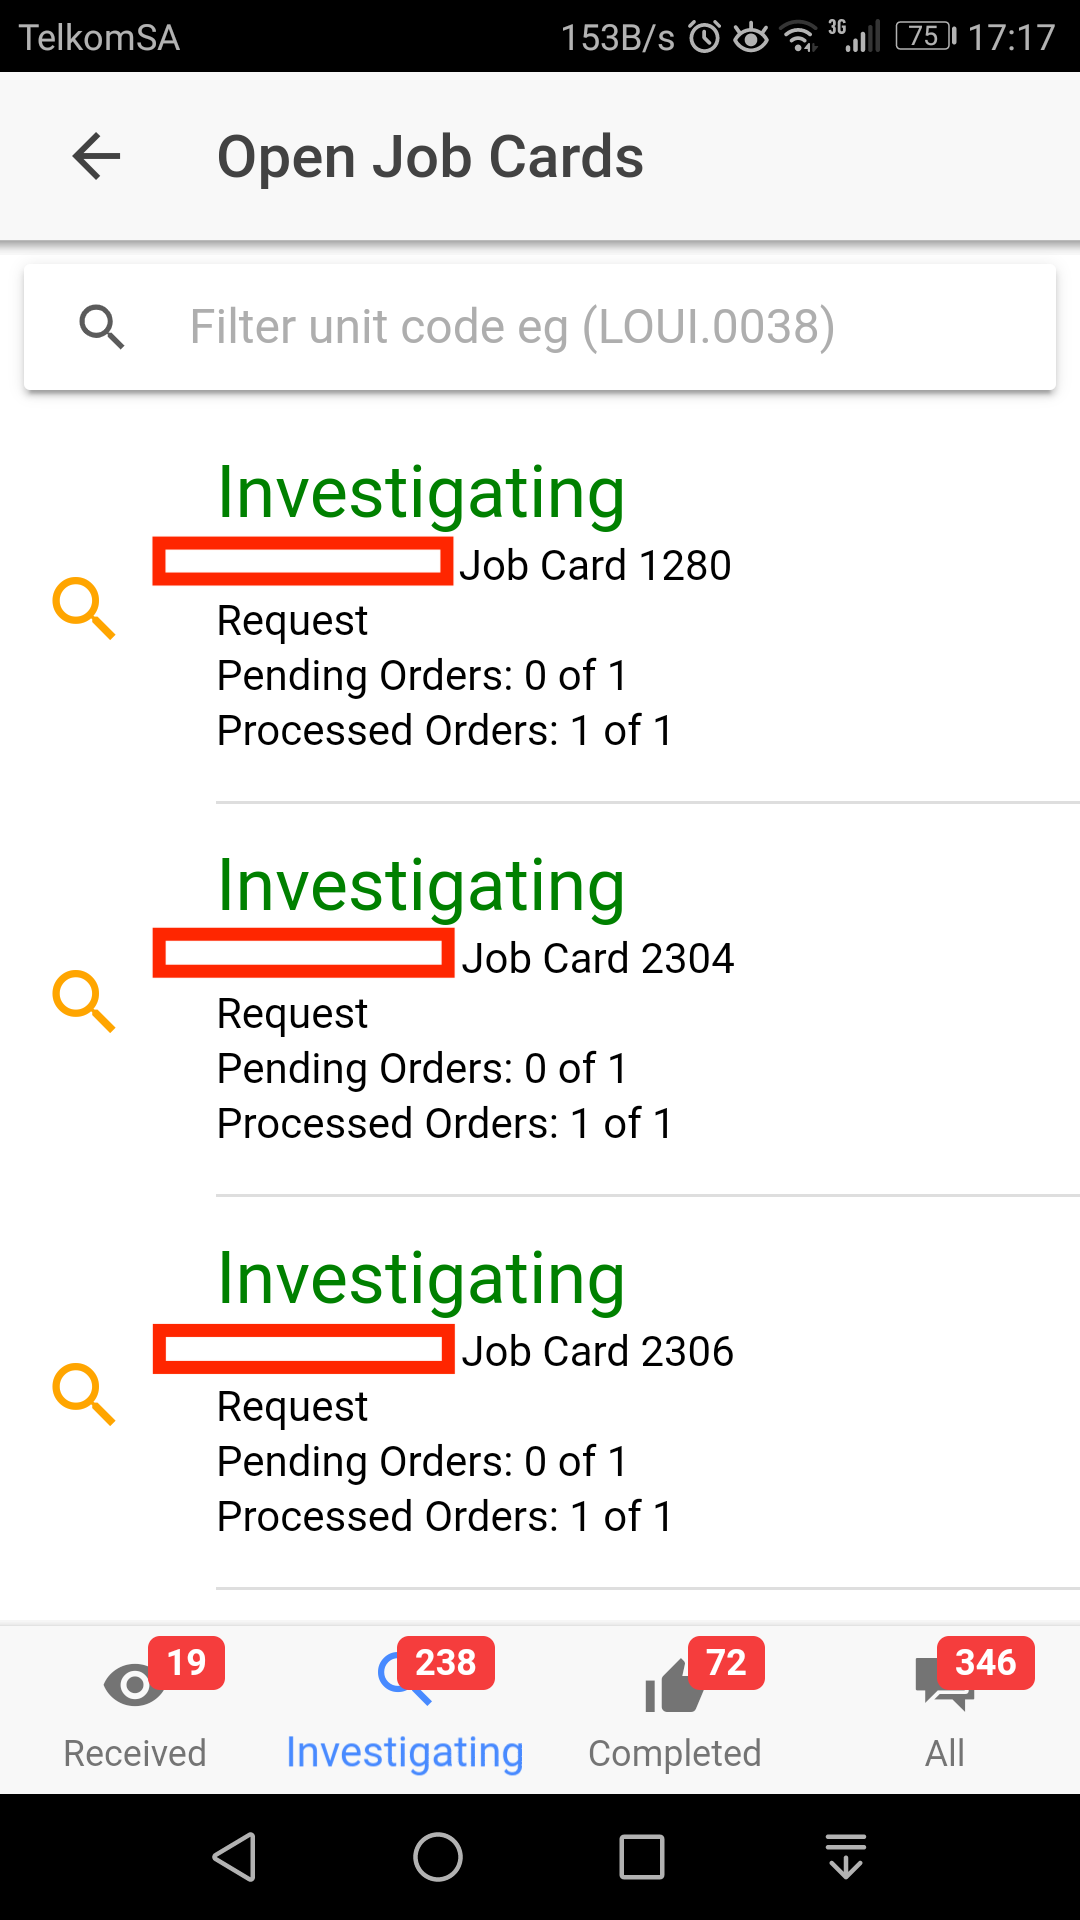 TelkomSA 153B/s 3G 75 17:17
Open Job Cards
Filter unit code eg (LOUI.0038)
Investigating
Job Card 1280
Request
Pending Orders: 0 of 1
Processed Orders: 1 of 1
Investigating
Job Card 2304
Request
Pending Orders: 0 of 1
Processed Orders: 1 of 1
Investigating
Job Card 2306
Request
Pending Orders: 0 of 1
Processed Orders: 1 of 1
19 238 72 346
Received Investigating Completed All